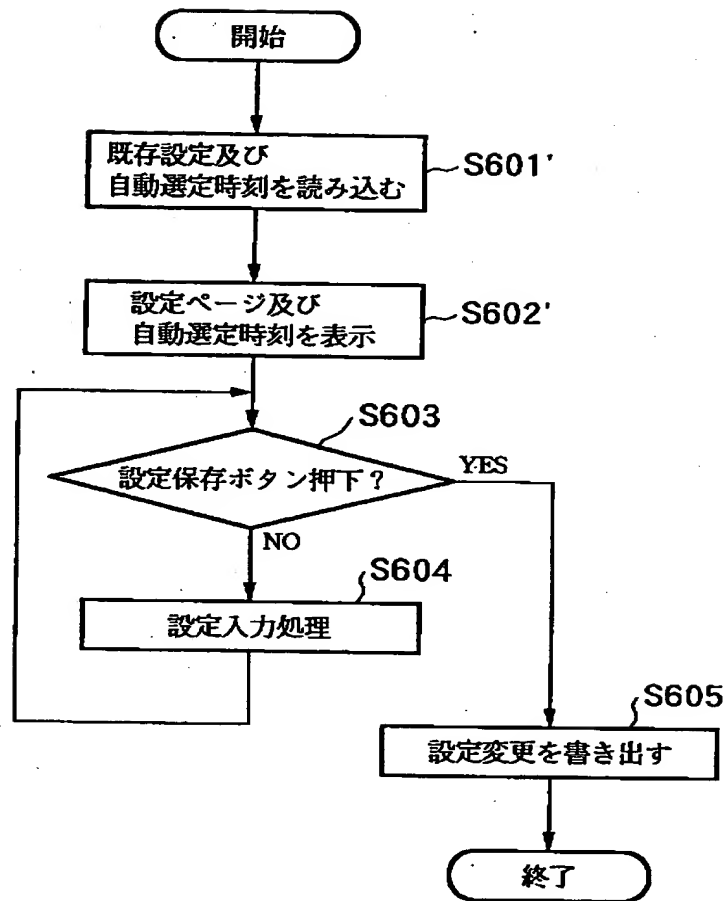 開始
既存設定及び
自動選定時刻を読み込む
S601'
設定ページ及び
自動選定時刻を表示
S602'
S603
設定保存ボタン押下？
YES
NO
S604
設定入力処理
S605
設定変更を書き出す
終了